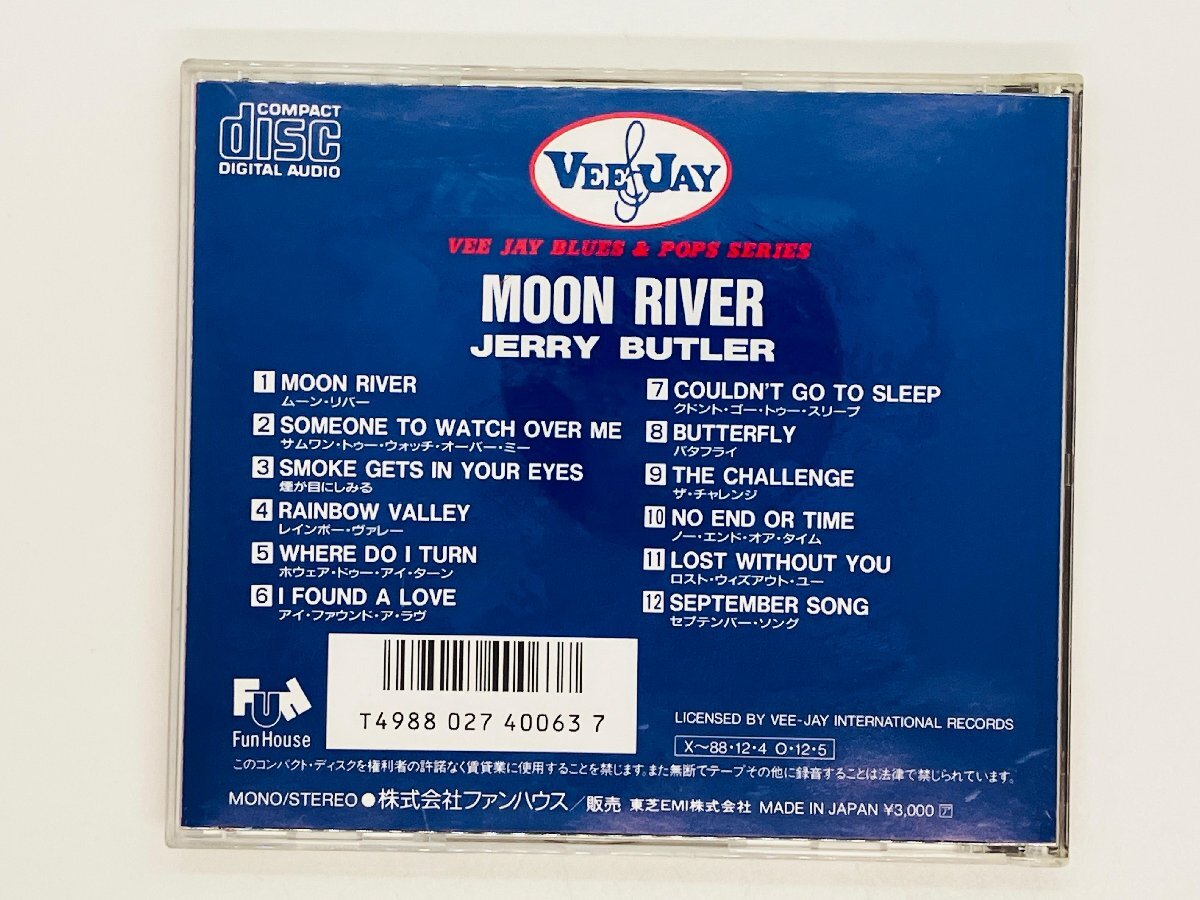 COMPACT
disc
DIGITAL AUDIO
VEE JAY
VEE JAY BLUES & POPS SERIES
MOON RIVER
JERRY BUTLER
1 MOON RIVER
ムーン・リバー
2 SOMEONE TO WATCH OVER ME
サムワン・トゥー・ウォッチ・オーバー・ミー
3 SMOKE GETS IN YOUR EYES
煙が目にしみる
4 RAINBOW VALLEY
レインボー・ヴァレー
5 WHERE DO I TURN
ホウェア・ドゥー・アイ・ターン
6 I FOUND A LOVE
アイ・ファウンド・ア・ラヴ
7 COULDN'T GO TO SLEEP
クドント・ゴー・トゥー・スリープ
8 BUTTERFLY
バタフライ
9 THE CHALLENGE
ザ・チャレンジ
10 NO END OR TIME
ノー・エンド・オア・タイム
11 LOST WITHOUT YOU
ロスト・ウィズアウト・ユー
12 SEPTEMBER SONG
セプテンバー・ソング
Fun
Fun House
T4988 027 40063 7
LICENSED BY VEE-JAY INTERNATIONAL RECORDS
X～88・12・4 O・12・5
このコンパクト・ディスクを権利者の許諾なく賃貸業に使用することを禁じます。また無断でテープその他に録音することは法律で禁じられています。
MONO/STEREO●株式会社ファンハウス／販売 東芝EMI株式会社 MADE IN JAPAN ¥3,000 ア